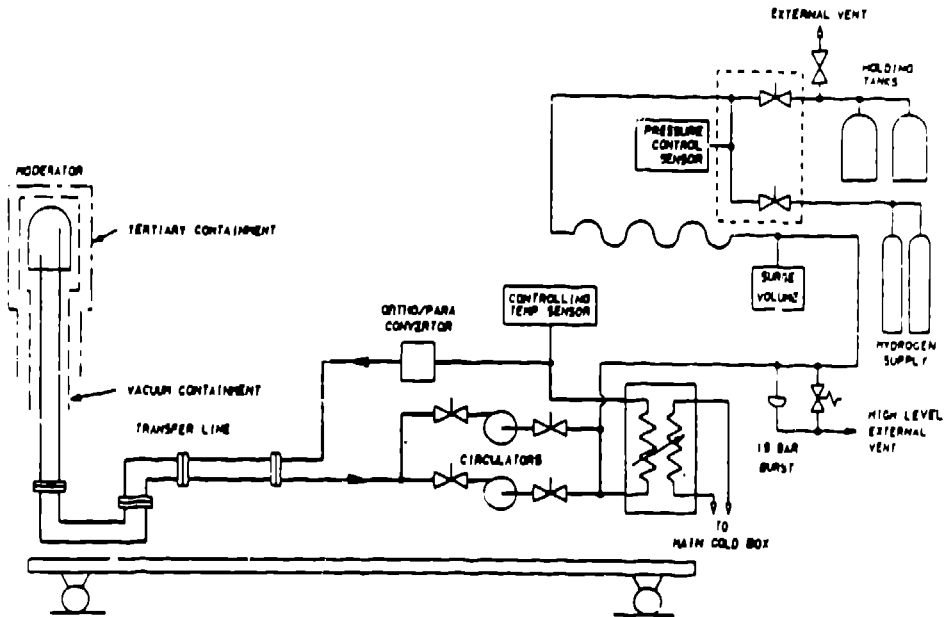 EXTERNAL VENT
HOLDING
TANKS
PRESSURE
CONTROL
SENSOR
MODERATOR
TERTIARY CONTAINMENT
SURGE
VOLUME
CONTROLLING
TEMP SENSOR
ORTHO/PARA
CONVERTOR
HYDROGEN
SUPPLY
VACUUM CONTAINMENT
TRANSFER LINE
CIRCULATORS
HIGH LEVEL
EXTERNAL
VENT
19 BAR
BURST
TO
MAIN COLD BOX